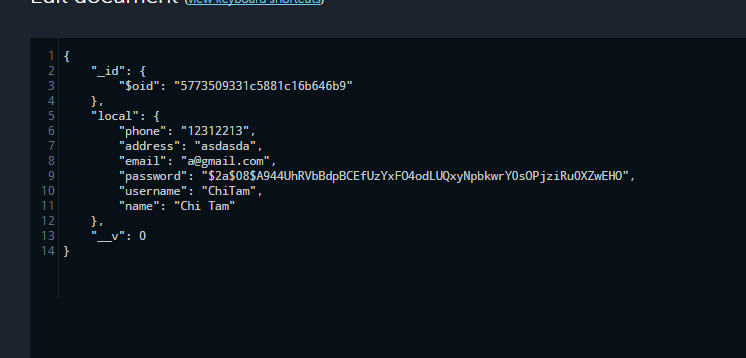 Edit document (view keyboard shortcuts)
1 {
2 "_id": {
3 "$oid": "5773509331c5881c16b646b9"
4 },
5 "local": {
6 "phone": "12312213",
7 "address": "asdasda",
8 "email": "a@gmail.com",
9 "password": "$2a$08$A944UhRVbBdpBCEfUzYxFO4odLUQxyNpbkwrY0sOPjziRu0XZwEHO",
10 "username": "ChiTam",
11 "name": "Chi Tam"
12 },
13 "__v": 0
14 }